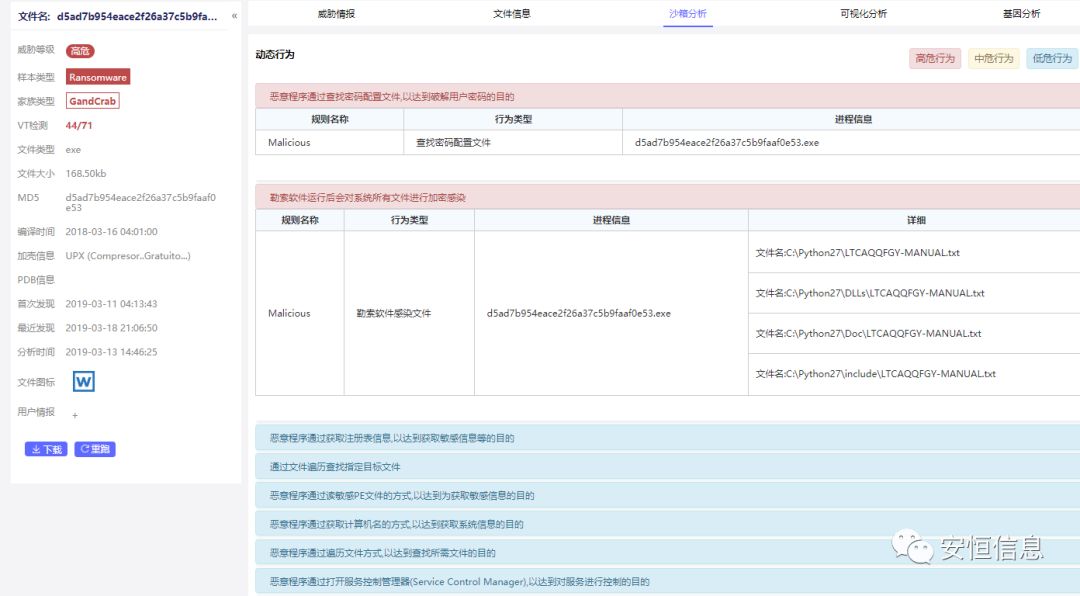 文件名: d5ad7b954eace2f26a37c5b9fa... «
威胁等级 高危
样本类型 Ransomware
家族类型 GandCrab
VT检测 44/71
文件类型 exe
文件大小 168.50kb
MD5 d5ad7b954eace2f26a37c5b9faaf0
e53
编译时间 2018-03-16 04:01:00
加壳信息 UPX (Compresor..Gratuito...)
PDB信息
首次发现 2019-03-11 04:13:43
最近发现 2019-03-18 21:06:50
分析时间 2019-03-13 14:46:25
文件图标 W
用户情报 +
下载 重跑
威胁情报 文件信息 沙箱分析 可视化分析 基因分析
动态行为
高危行为 中危行为 低危行为
恶意程序通过查找密码配置文件,以达到破解用户密码的目的
规则名称 行为类型 进程信息
Malicious 查找密码配置文件 d5ad7b954eace2f26a37c5b9faaf0e53.exe
勒索软件运行后会对系统所有文件进行加密感染
规则名称 行为类型 进程信息 详细
Malicious 勒索软件感染文件 d5ad7b954eace2f26a37c5b9faaf0e53.exe
文件名:C:\Python27\LTCAQQFGY-MANUAL.txt
文件名:C:\Python27\DLLs\LTCAQQFGY-MANUAL.txt
文件名:C:\Python27\Doc\LTCAQQFGY-MANUAL.txt
文件名:C:\Python27\include\LTCAQQFGY-MANUAL.txt
恶意程序通过获取注册表信息,以达到获取敏感信息等的目的
通过文件遍历查找指定目标文件
恶意程序通过读敏感PE文件的方式,以达到为获取敏感信息的目的
恶意程序通过获取计算机名的方式,以达到获取系统信息的目的
恶意程序通过遍历文件方式,以达到查找所需文件的目的
恶意程序通过打开服务控制管理器(Service Control Manager),以达到对服务进行控制的目的
安恒信息